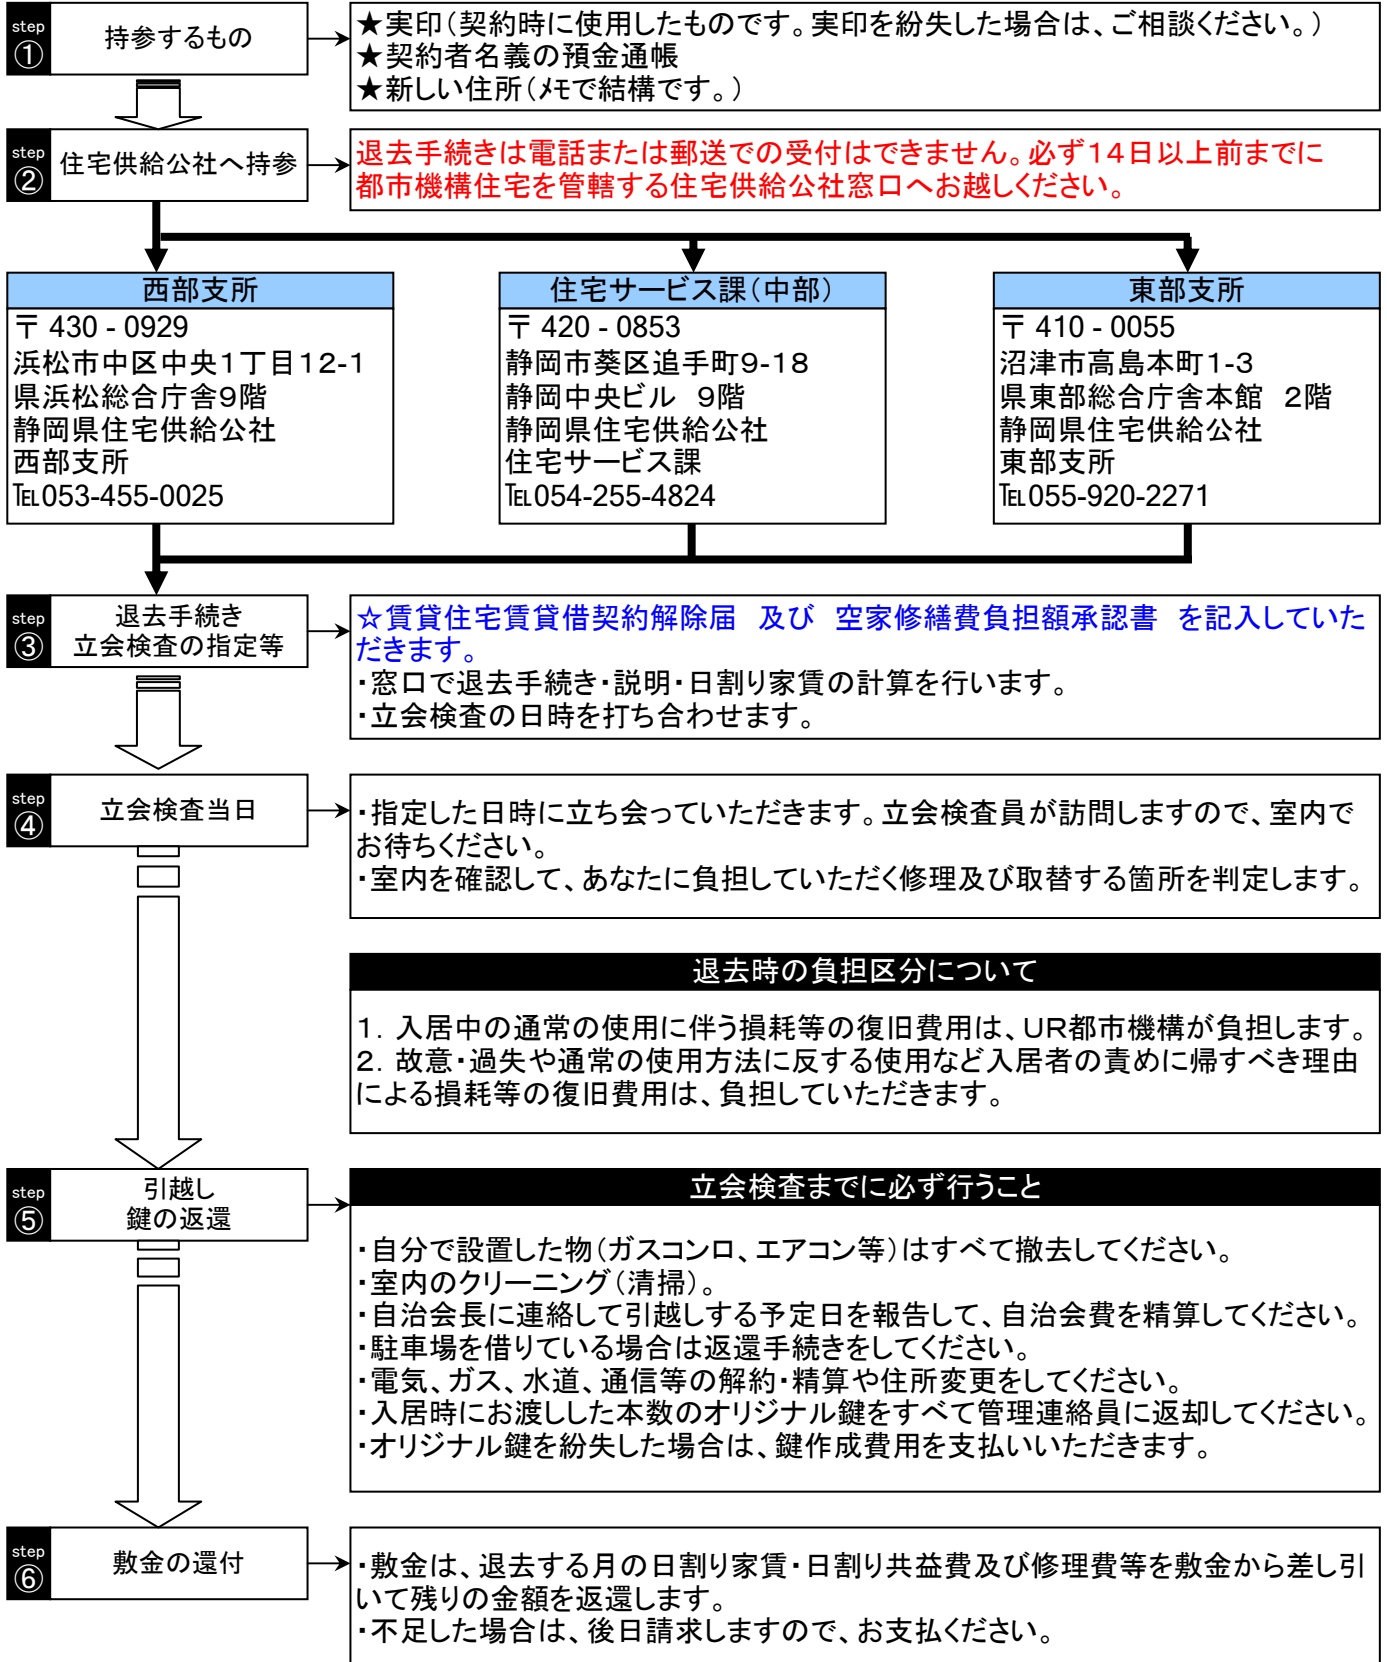 step
①
持参するもの
★実印（契約時に使用したものです。実印を紛失した場合は、ご相談ください。）
★契約者名義の預金通帳
★新しい住所（メモで結構です。）
step
②
住宅供給公社へ持参
退去手続きは電話または郵送での受付はできません。必ず１４日以上前までに
都市機構住宅を管轄する住宅供給公社窓口へお越しください。
西部支所
〒 430 - 0929
浜松市中区中央１丁目１２-１
県浜松総合庁舎９階
静岡県住宅供給公社
西部支所
℡053-455-0025
住宅サービス課（中部）
〒 420 - 0853
静岡市葵区追手町９-１８
静岡中央ビル　９階
静岡県住宅供給公社
住宅サービス課
℡054-255-4824
東部支所
〒 410 - 0055
沼津市高島本町１-３
県東部総合庁舎本館　２階
静岡県住宅供給公社
東部支所
℡055-920-2271
step
③
退去手続き
立会検査の指定等
☆賃貸住宅賃貸借契約解除届　及び　空家修繕費負担額承認書　を記入していた
だきます。
・窓口で退去手続き・説明・日割り家賃の計算を行います。
・立会検査の日時を打ち合わせます。
step
④
立会検査当日
・指定した日時に立ち会っていただきます。立会検査員が訪問しますので、室内で
お待ちください。
・室内を確認して、あなたに負担していただく修理及び取替する箇所を判定します。
退去時の負担区分について
１．入居中の通常の使用に伴う損耗等の復旧費用は、ＵＲ都市機構が負担します。
２．故意・過失や通常の使用方法に反する使用など入居者の責めに帰すべき理由
による損耗等の復旧費用は、負担していただきます。
step
⑤
引越し
鍵の返還
立会検査までに必ず行うこと
・自分で設置した物（ガスコンロ、エアコン等）はすべて撤去してください。
・室内のクリーニング（清掃）。
・自治会長に連絡して引越しする予定日を報告して、自治会費を精算してください。
・駐車場を借りている場合は返還手続きをしてください。
・電気、ガス、水道、通信等の解約・精算や住所変更をしてください。
・入居時にお渡しした本数のオリジナル鍵をすべて管理連絡員に返却してください。
・オリジナル鍵を紛失した場合は、鍵作成費用を支払いいただきます。
step
⑥
敷金の還付
・敷金は、退去する月の日割り家賃・日割り共益費及び修理費等を敷金から差し引
いて残りの金額を返還します。
・不足した場合は、後日請求しますので、お支払ください。